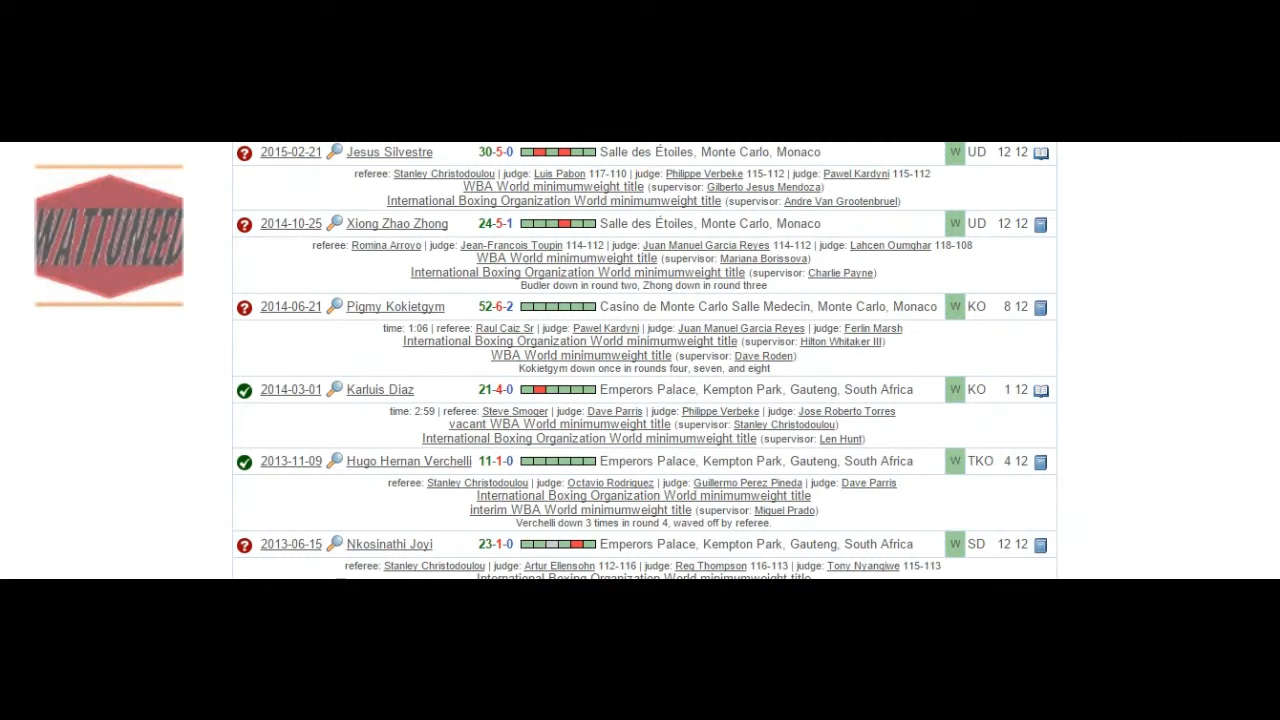 2015-02-21 Jesus Silvestre 30-5-0 Salle des Étoiles, Monte Carlo, Monaco W UD 12 12
referee: Stanley Christodoulou | judge: Luis Pabon 117-110 | judge: Philippe Verbeke 115-112 | judge: Pawel Kardyni 115-112
WBA World minimumweight title (supervisor: Gilberto Jesus Mendoza)
International Boxing Organization World minimumweight title (supervisor: Andre Van Grootenbruel)
WATTUNEED
2014-10-25 Xiong Zhao Zhong 24-5-1 Salle des Étoiles, Monte Carlo, Monaco W UD 12 12
referee: Romina Arroyo | judge: Jean-Francois Toupin 114-112 | judge: Juan Manuel Garcia Reyes 114-112 | judge: Lahcen Oumghar 118-108
WBA World minimumweight title (supervisor: Mariana Borissova)
International Boxing Organization World minimumweight title (supervisor: Charlie Payne)
Budler down in round two, Zhong down in round three
2014-06-21 Pigmy Kokietgym 52-6-2 Casino de Monte Carlo Salle Medecin, Monte Carlo, Monaco W KO 8 12
time: 1:06 | referee: Raul Caiz Sr | judge: Pawel Kardyni | judge: Juan Manuel Garcia Reyes | judge: Ferlin Marsh
International Boxing Organization World minimumweight title (supervisor: Hilton Whitaker III)
WBA World minimumweight title (supervisor: Dave Roden)
Kokietgym down once in rounds four, seven, and eight
2014-03-01 Karluis Diaz 21-4-0 Emperors Palace, Kempton Park, Gauteng, South Africa W KO 1 12
time: 2:59 | referee: Steve Smoger | judge: Dave Parris | judge: Philippe Verbeke | judge: Jose Roberto Torres
vacant WBA World minimumweight title (supervisor: Stanley Christodoulou)
International Boxing Organization World minimumweight title (supervisor: Len Hunt)
2013-11-09 Hugo Hernan Verchelli 11-1-0 Emperors Palace, Kempton Park, Gauteng, South Africa W TKO 4 12
referee: Stanley Christodoulou | judge: Octavio Rodriguez | judge: Guillermo Perez Pineda | judge: Dave Parris
International Boxing Organization World minimumweight title
interim WBA World minimumweight title (supervisor: Miguel Prado)
Verchelli down 3 times in round 4, waved off by referee.
2013-06-15 Nkosinathi Joyi 23-1-0 Emperors Palace, Kempton Park, Gauteng, South Africa W SD 12 12
referee: Stanley Christodoulou | judge: Artur Ellensohn 112-116 | judge: Reg Thompson 116-113 | judge: Tony Nyangiwe 115-113
International Boxing Organization World minimumweight title